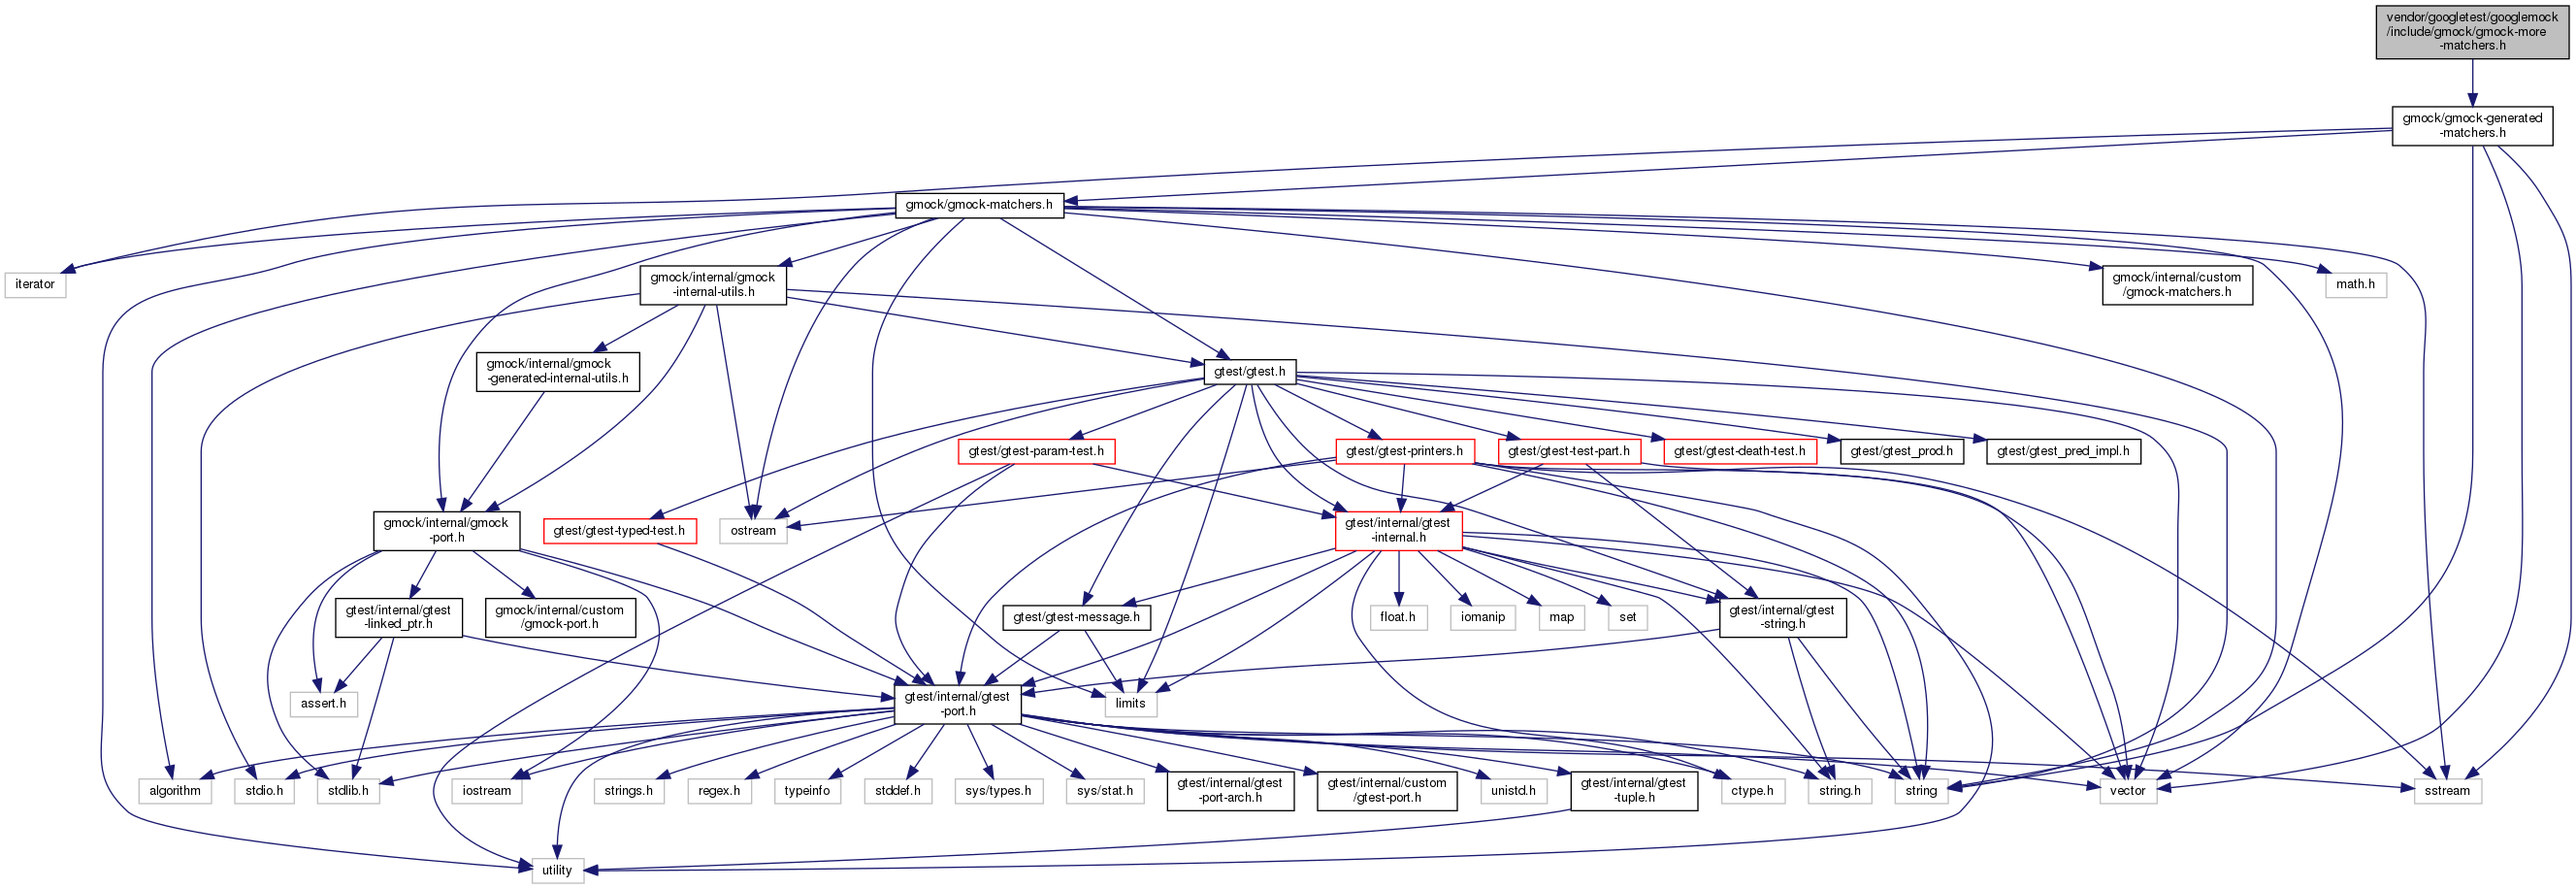 vendor/googletest/googlemock
/include/gmock/gmock-more
-matchers.h
gmock/gmock-generated
-matchers.h
gmock/gmock-matchers.h
iterator
gmock/internal/gmock
-internal-utils.h
gmock/internal/custom
/gmock-matchers.h
math.h
gmock/internal/gmock
-generated-internal-utils.h
gtest/gtest.h
gtest/gtest-param-test.h
gtest/gtest-printers.h
gtest/gtest-test-part.h
gtest/gtest-death-test.h
gtest/gtest_prod.h
gtest/gtest_pred_impl.h
gmock/internal/gmock
-port.h
gtest/gtest-typed-test.h
ostream
gtest/internal/gtest
-internal.h
gtest/internal/gtest
-linked_ptr.h
gmock/internal/custom
/gmock-port.h
gtest/gtest-message.h
float.h
iomanip
map
set
gtest/internal/gtest
-string.h
assert.h
gtest/internal/gtest
-port.h
limits
algorithm
stdio.h
stdlib.h
iostream
strings.h
regex.h
typeinfo
stddef.h
sys/types.h
sys/stat.h
gtest/internal/gtest
-port-arch.h
gtest/internal/custom
/gtest-port.h
unistd.h
gtest/internal/gtest
-tuple.h
ctype.h
string.h
string
vector
sstream
utility